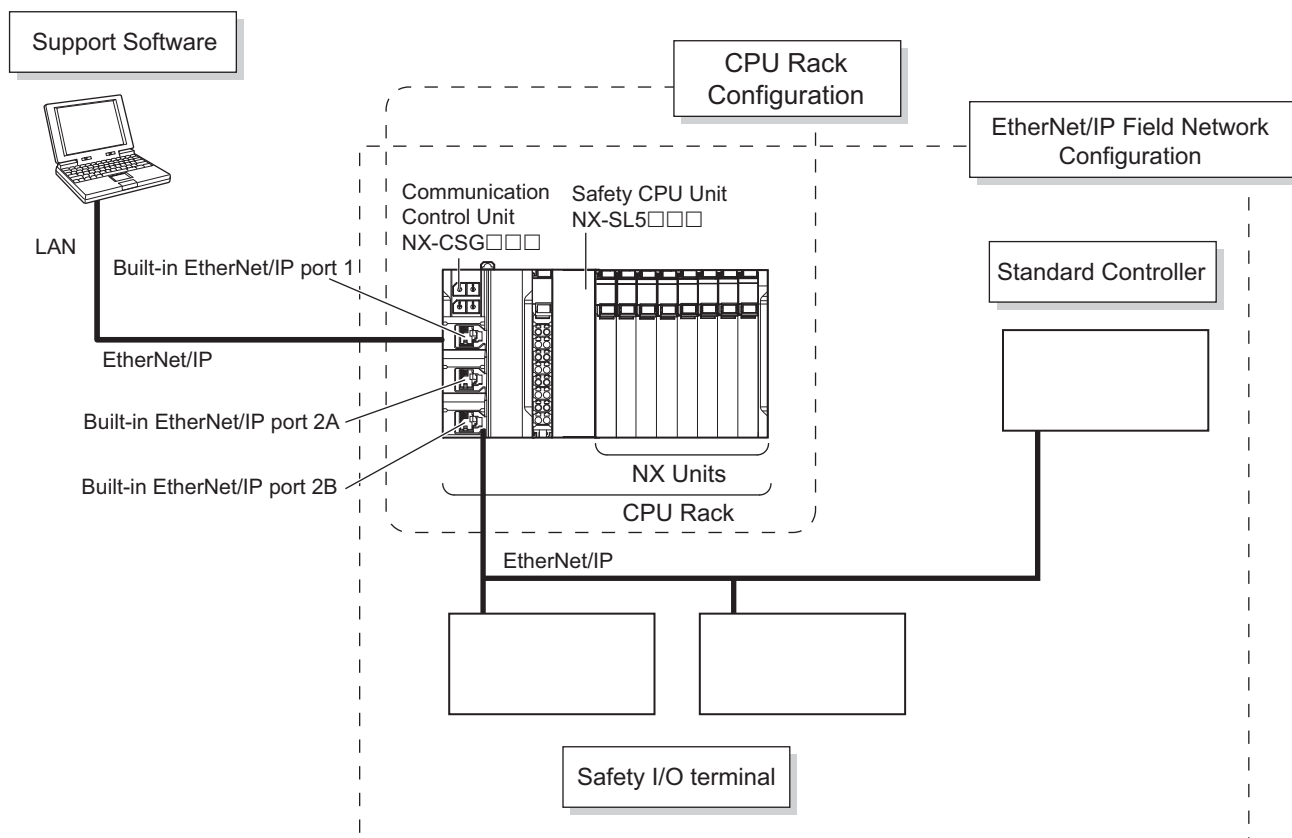 Support Software
CPU Rack
Configuration
EtherNet/IP Field Network
Configuration
Communication
Control Unit
NX-CSG□□□
Safety CPU Unit
NX-SL5□□□
LAN
Built-in EtherNet/IP port 1
Standard Controller
EtherNet/IP
Built-in EtherNet/IP port 2A
Built-in EtherNet/IP port 2B
NX Units
CPU Rack
EtherNet/IP
Safety I/O terminal